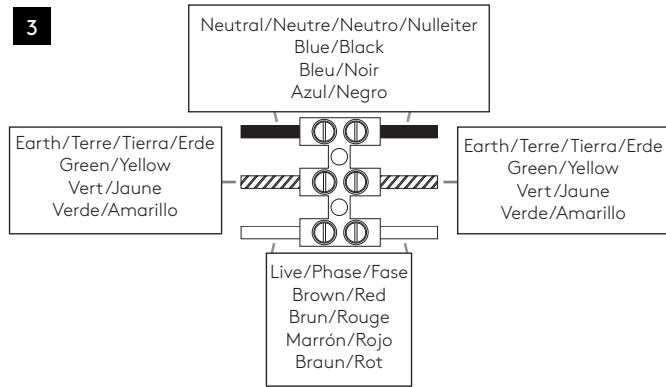 3
Neutral/Neutre/Neutro/Nulleiter
Blue/Black
Bleu/Noir
Azul/Negro
Earth/Terre/Tierra/Erde
Green/Yellow
Vert/Jaune
Verde/Amarillo
Earth/Terre/Tierra/Erde
Green/Yellow
Vert/Jaune
Verde/Amarillo
Live/Phase/Fase
Brown/Red
Brun/Rouge
Marrón/Rojo
Braun/Rot